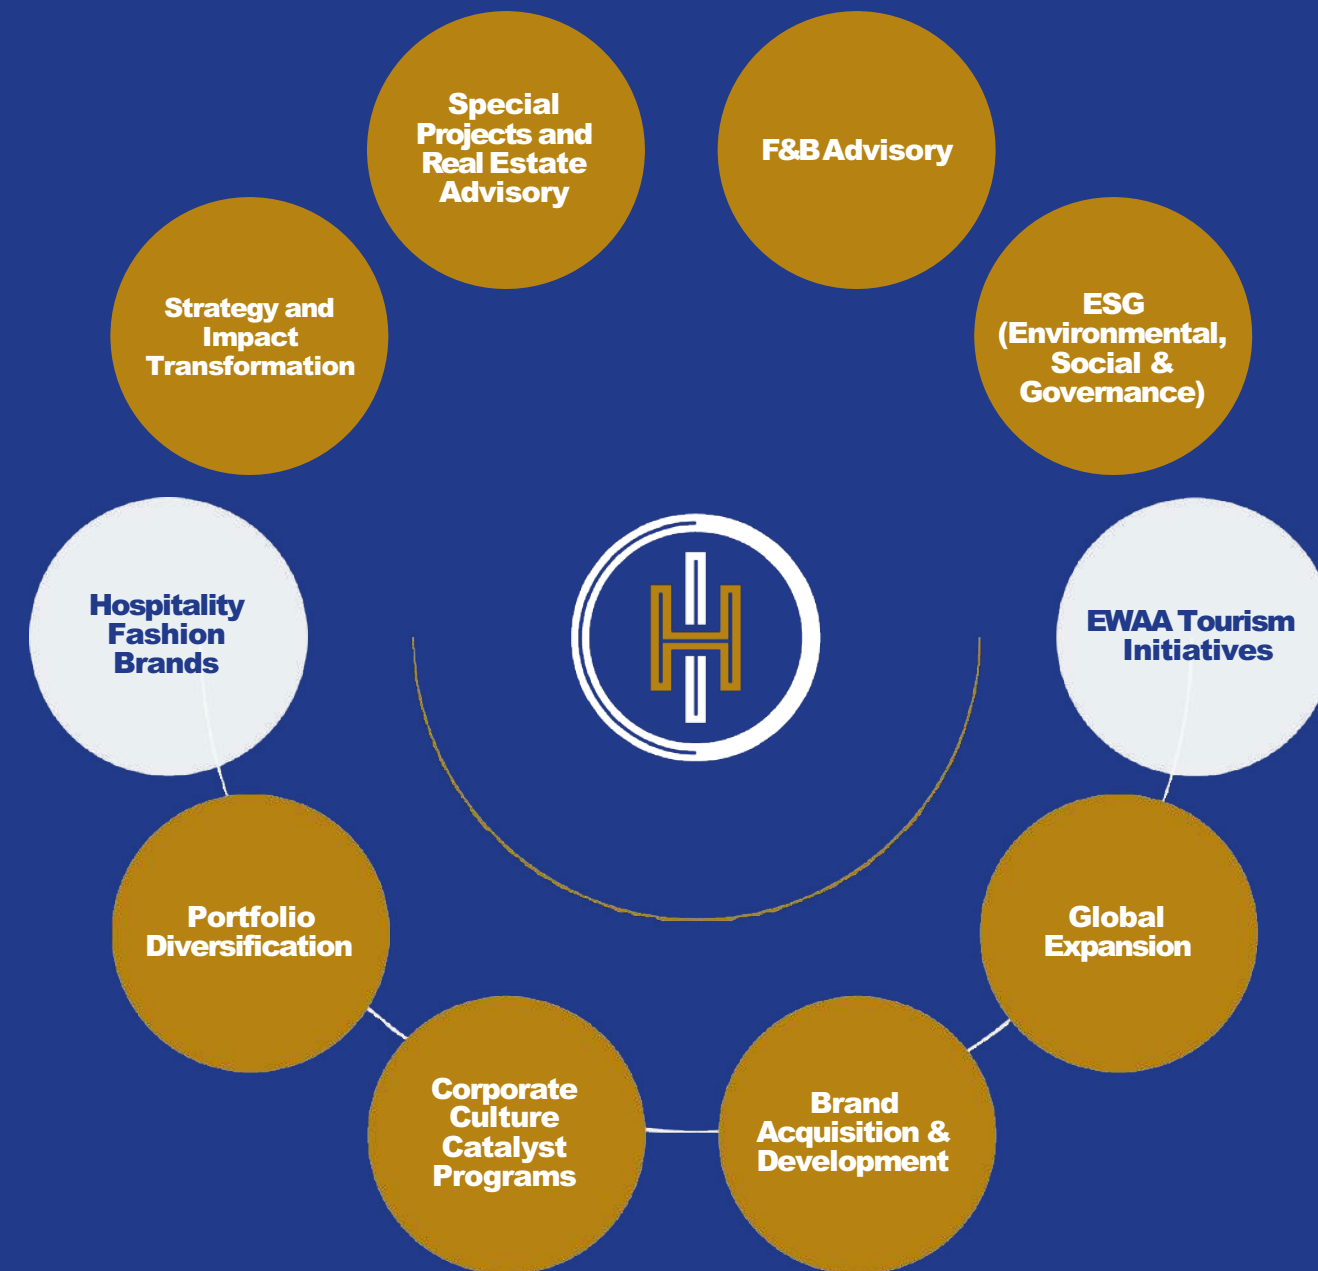 Special
Projects and
Real Estate
Advisory
F&B Advisory
Strategy and
Impact
Transformation
ESG
(Environmental,
Social &
Governance)
Hospitality
Fashion
Brands
EWAA Tourism
Initiatives
Portfolio
Diversification
Global
Expansion
Corporate
Culture
Catalyst
Programs
Brand
Acquisition &
Development